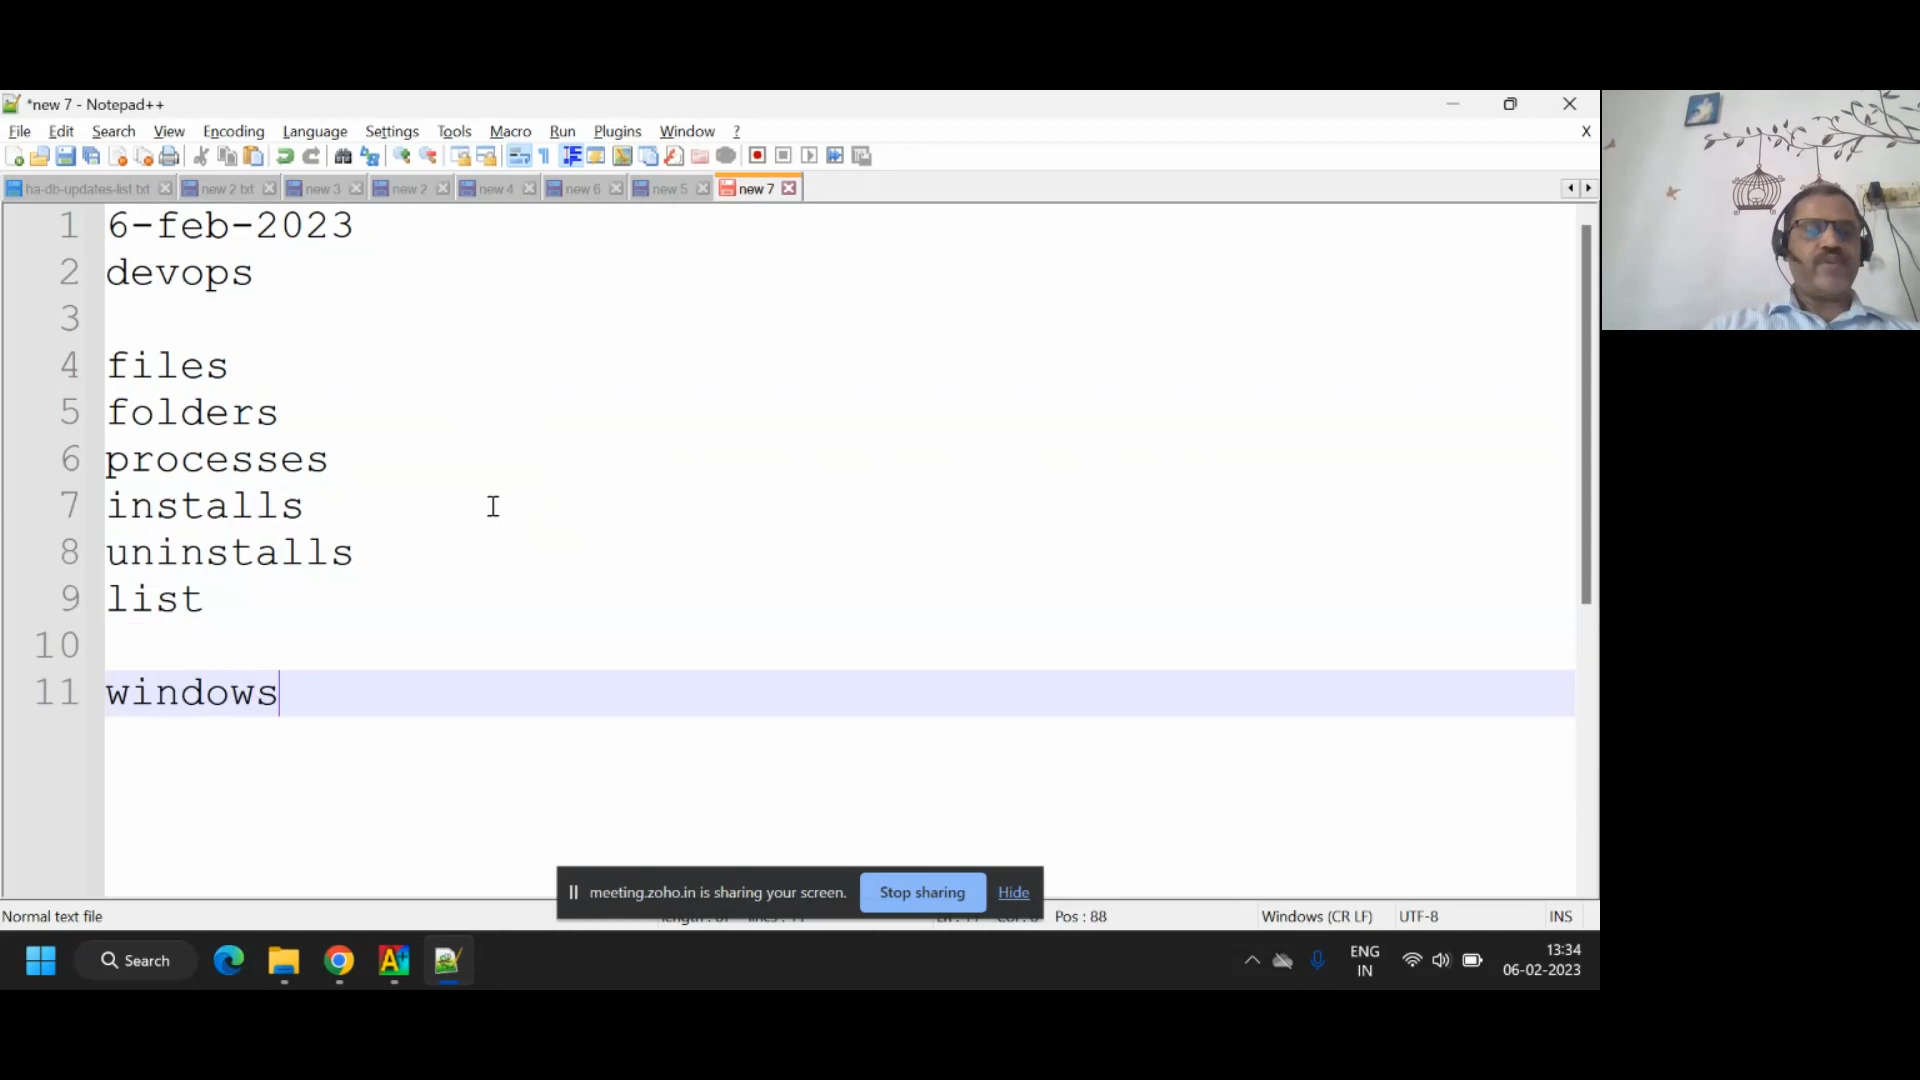 *new 7 - Notepad++
File Edit Search View Encoding Language Settings Tools Macro Run Plugins Window ? X
ha-db-updates-list txt new 2 txt new 3 new 2 new 4 new 6 new 5 new 7
1 6-feb-2023
2 devops
3
4 files
5 folders
6 processes
7 installs
8 uninstalls
9 list
10
11 windows
meeting.zoho.in is sharing your screen. Stop sharing Hide
Normal text file Pos : 88 Windows (CR LF) UTF-8 INS
Search ENG 13:34
IN 06-02-2023